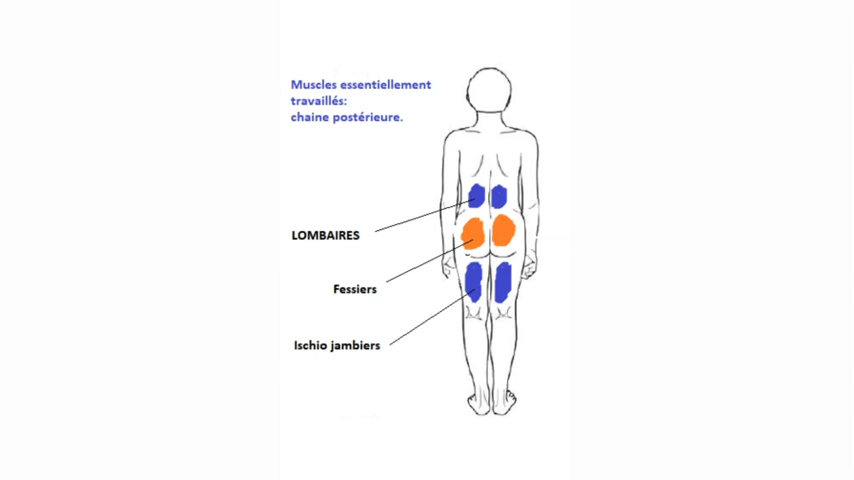 Muscles essentiellement
travaillés:
chaine postérieure.
LOMBAIRES
Fessiers
Ischio jambiers